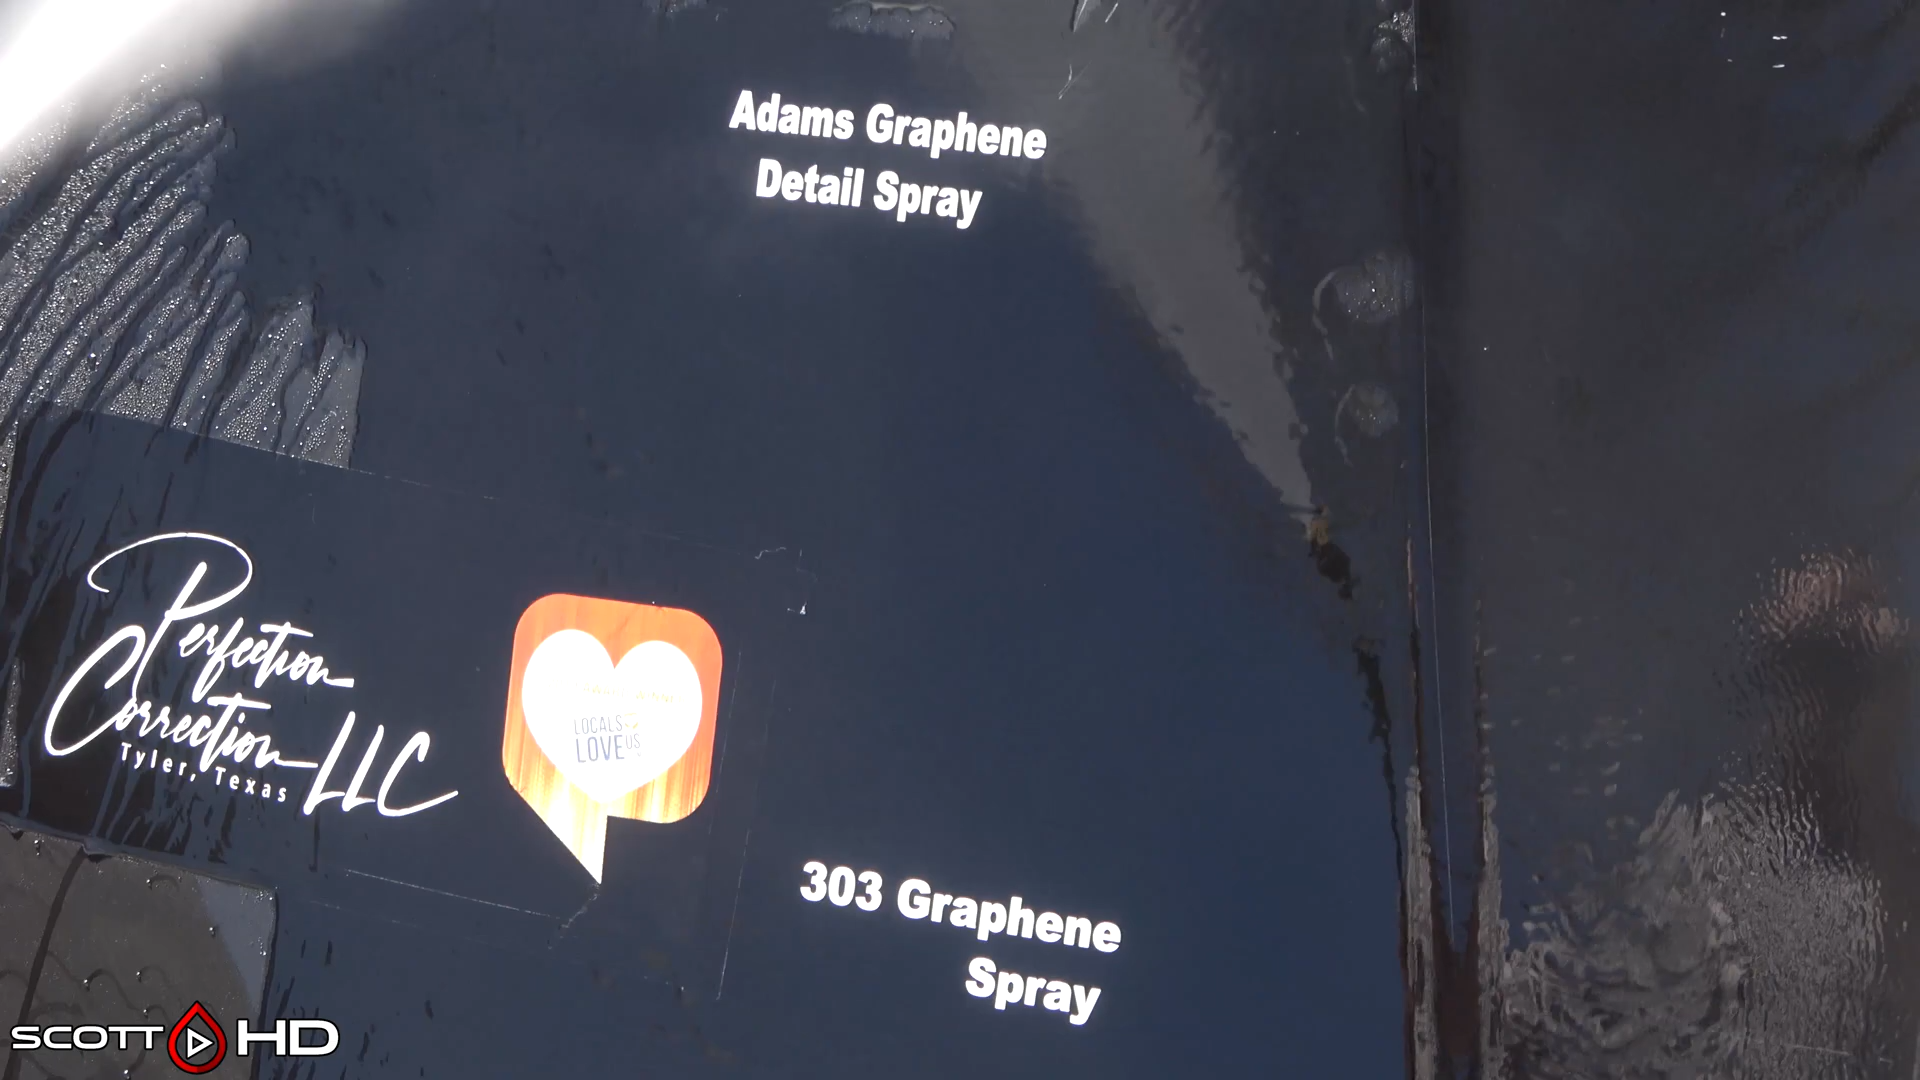 Adams Graphene
Detail Spray
Perfection
Correction LLC
Tyler, Texas
LOCALS
LOVE US
303 Graphene
Spray
SCOTT HD